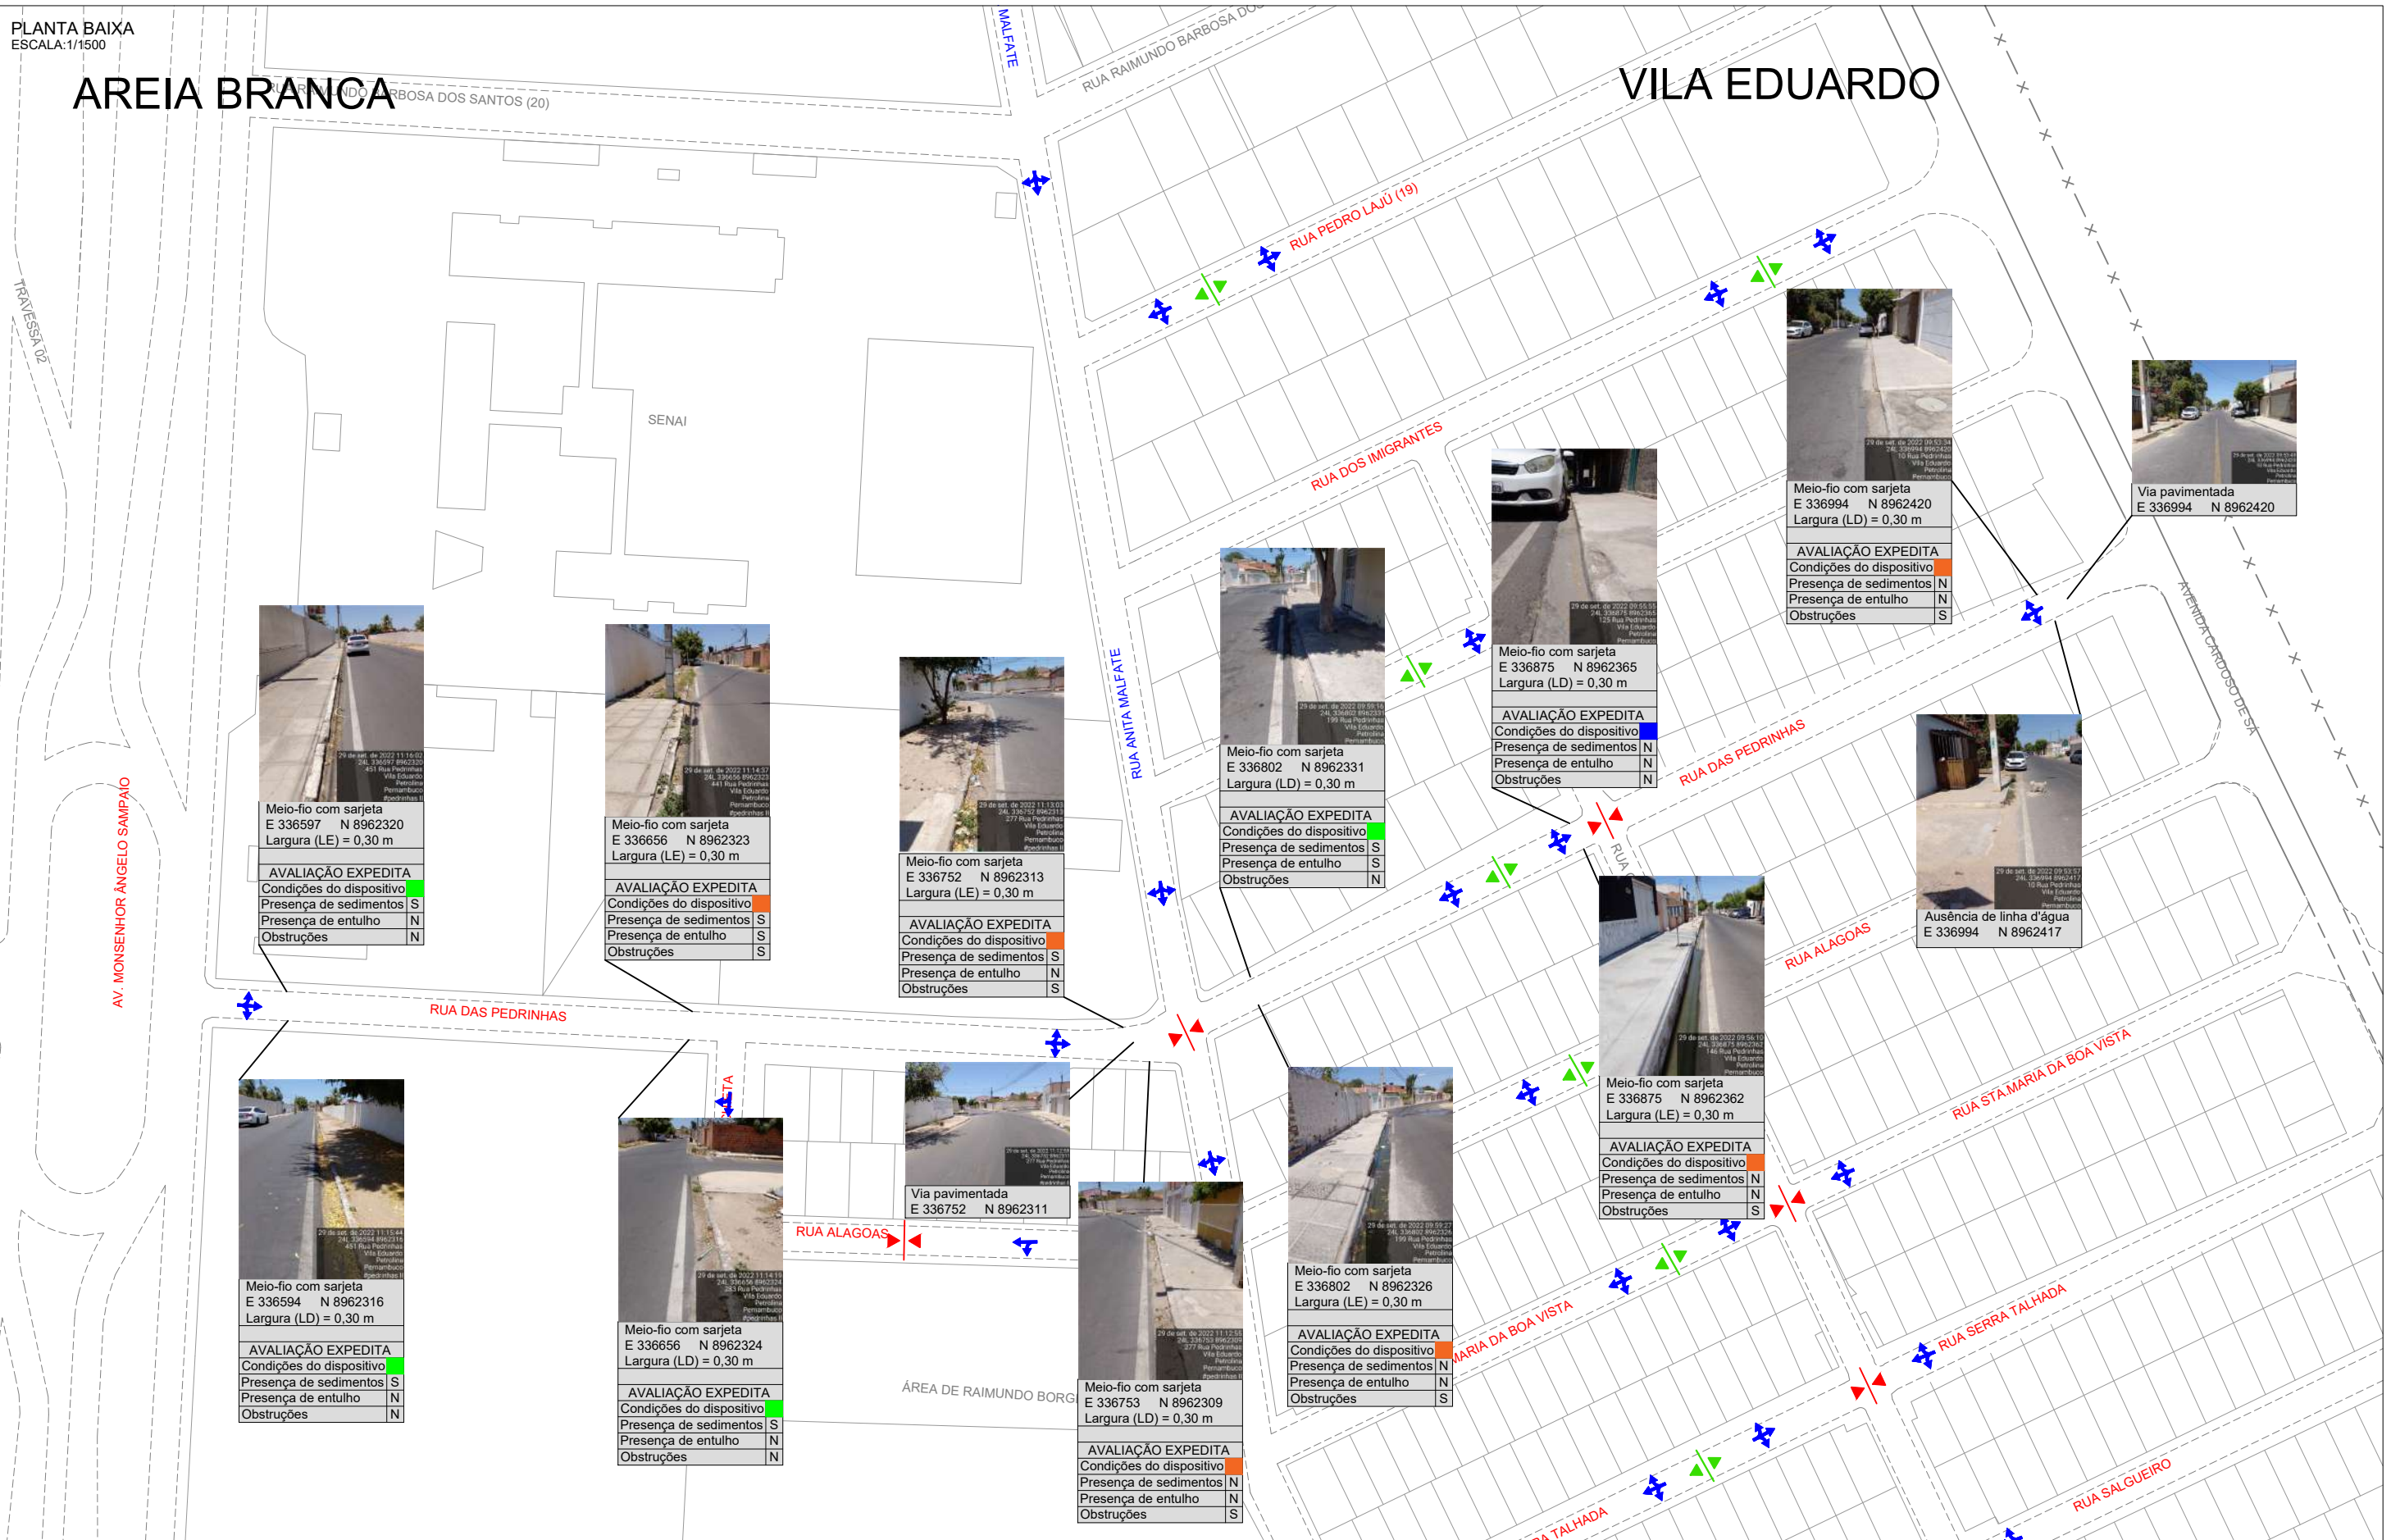 PLANTA BAIXA
ESCALA:1/1500
AREIA BRANCA
VILA EDUARDO
RUA RAIMUNDO BARBOSA DOS SANTOS (20)
MALFATE
RUA RAIMUNDO BARBOSA DOS
TRAVESSA 02
SENAI
RUA PEDRO LAJÚ (19)
RUA DOS IMIGRANTES
RUA ANITA MALFATE
RUA DAS PEDRINHAS
AVENIDA CARDOSO DE SÁ
AV. MONSENHOR ÂNGELO SAMPAIO
RUA DAS PEDRINHAS
RUA ALAGOAS
RUA STA.MARIA DA BOA VISTA
RUA ALAGOAS
MARIA DA BOA VISTA
RUA SERRA TALHADA
ÁREA DE RAIMUNDO BORG
RUA SALGUEIRO
TALHADA
Meio-fio com sarjeta
E 336994 N 8962420
Largura (LD) = 0,30 m
AVALIAÇÃO EXPEDITA
Condições do dispositivo
Presença de sedimentos N
Presença de entulho N
Obstruções S
Via pavimentada
E 336994 N 8962420
Meio-fio com sarjeta
E 336875 N 8962365
Largura (LD) = 0,30 m
AVALIAÇÃO EXPEDITA
Condições do dispositivo
Presença de sedimentos N
Presença de entulho N
Obstruções N
Meio-fio com sarjeta
E 336802 N 8962331
Largura (LD) = 0,30 m
AVALIAÇÃO EXPEDITA
Condições do dispositivo
Presença de sedimentos S
Presença de entulho S
Obstruções N
Meio-fio com sarjeta
E 336597 N 8962320
Largura (LE) = 0,30 m
AVALIAÇÃO EXPEDITA
Condições do dispositivo
Presença de sedimentos S
Presença de entulho N
Obstruções N
Meio-fio com sarjeta
E 336656 N 8962323
Largura (LE) = 0,30 m
AVALIAÇÃO EXPEDITA
Condições do dispositivo
Presença de sedimentos S
Presença de entulho S
Obstruções S
Meio-fio com sarjeta
E 336752 N 8962313
Largura (LE) = 0,30 m
AVALIAÇÃO EXPEDITA
Condições do dispositivo
Presença de sedimentos S
Presença de entulho N
Obstruções S
Ausência de linha d'água
E 336994 N 8962417
Meio-fio com sarjeta
E 336875 N 8962362
Largura (LE) = 0,30 m
AVALIAÇÃO EXPEDITA
Condições do dispositivo
Presença de sedimentos N
Presença de entulho N
Obstruções S
Via pavimentada
E 336752 N 8962311
Meio-fio com sarjeta
E 336594 N 8962316
Largura (LD) = 0,30 m
AVALIAÇÃO EXPEDITA
Condições do dispositivo
Presença de sedimentos S
Presença de entulho N
Obstruções N
Meio-fio com sarjeta
E 336656 N 8962324
Largura (LD) = 0,30 m
AVALIAÇÃO EXPEDITA
Condições do dispositivo
Presença de sedimentos S
Presença de entulho N
Obstruções N
Meio-fio com sarjeta
E 336802 N 8962326
Largura (LE) = 0,30 m
AVALIAÇÃO EXPEDITA
Condições do dispositivo
Presença de sedimentos N
Presença de entulho N
Obstruções S
Meio-fio com sarjeta
E 336753 N 8962309
Largura (LD) = 0,30 m
AVALIAÇÃO EXPEDITA
Condições do dispositivo
Presença de sedimentos N
Presença de entulho N
Obstruções S